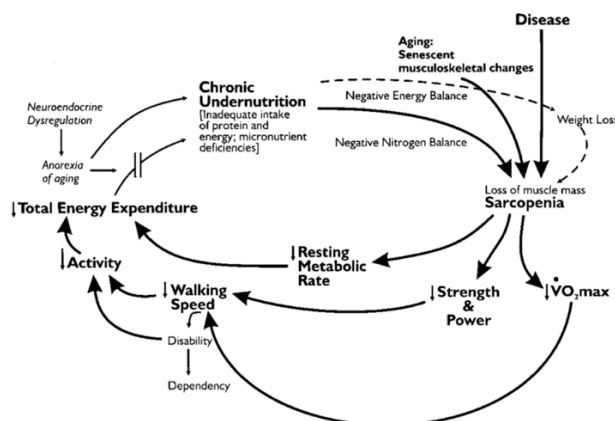 Disease
Aging:
Senescent
musculoskeletal changes
Chronic
Undernutrition
[Inadequate intake
of protein and
energy; micronutrient
deficiencies]
Negative Energy Balance
Neuroendocrine
Dysregulation
Weight Loss
Negative Nitrogen Balance
Anorexia
of aging
Loss of muscle mass
Sarcopenia
↓Total Energy Expenditure
↓Resting
Metabolic
Rate
↓Activity
↓Walking
Speed
↓Strength
&
Power
↓V̇O₂max
Disability
Dependency